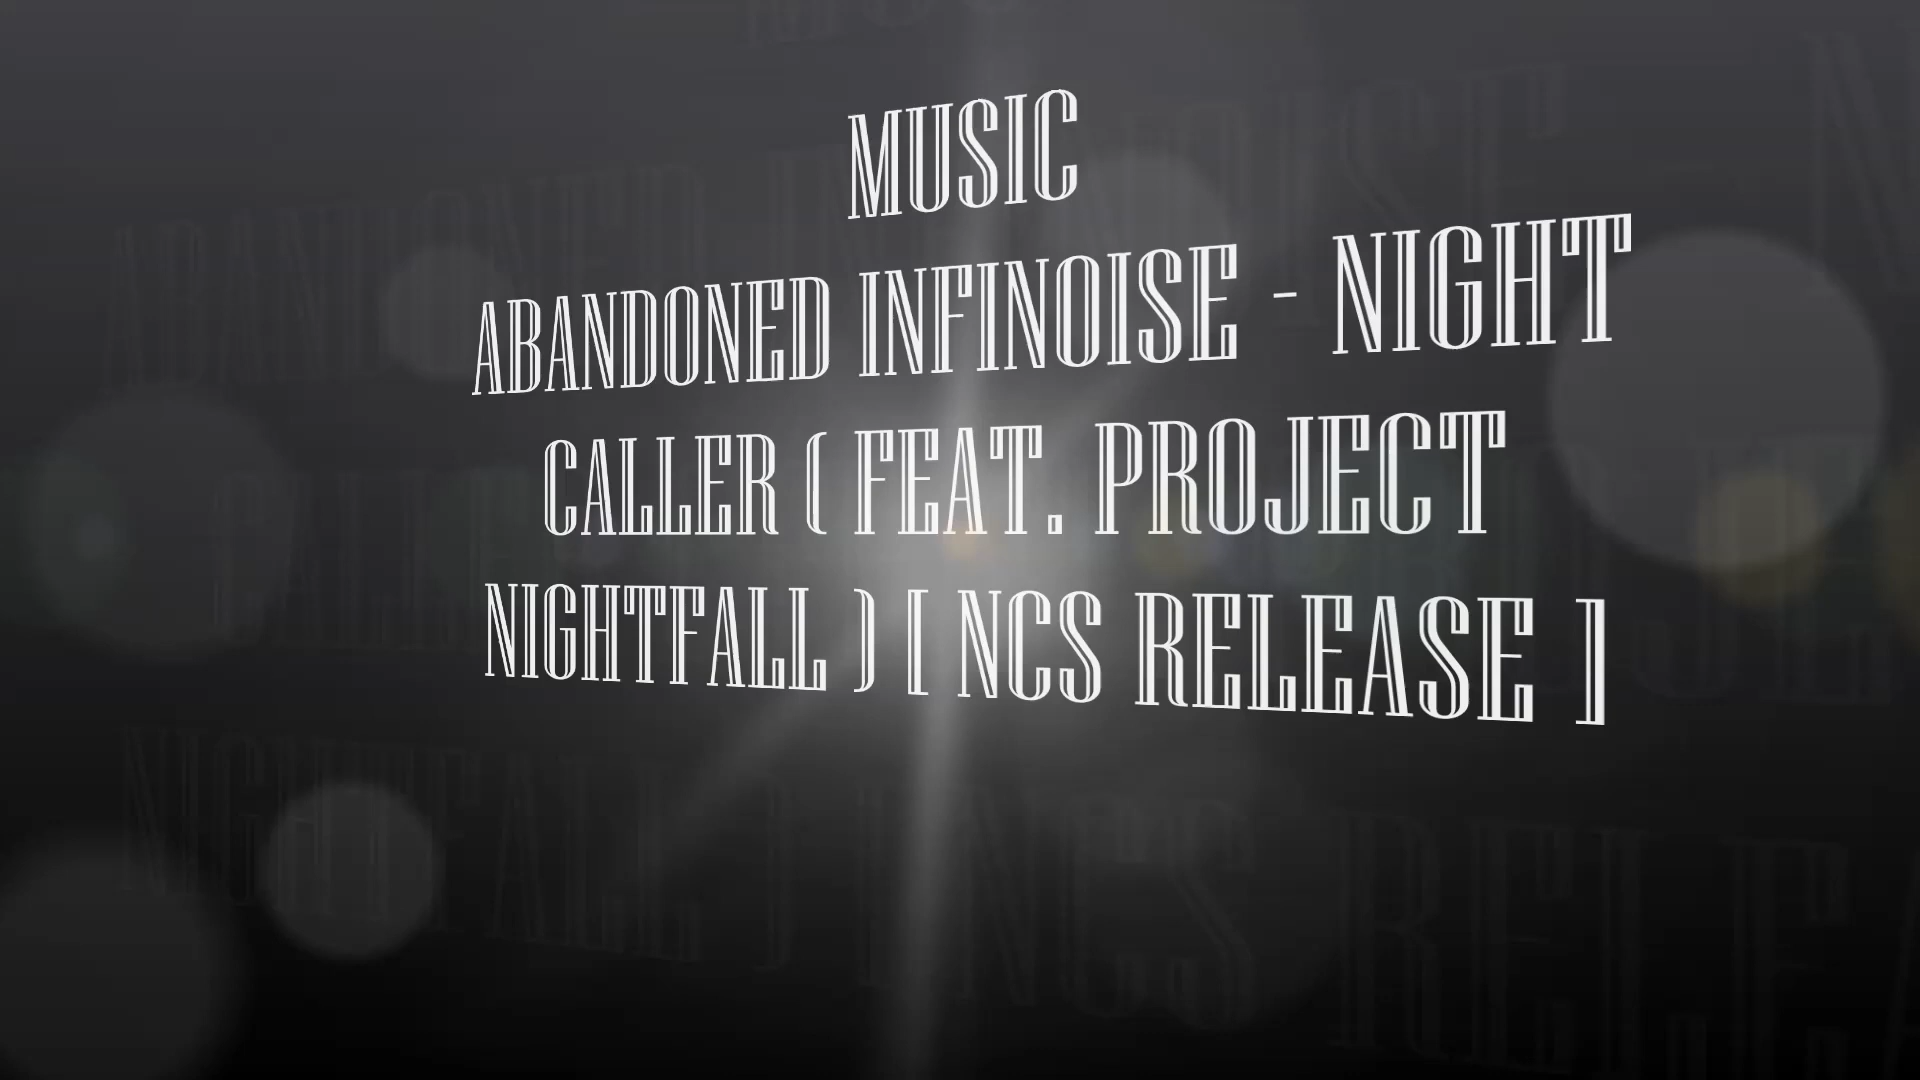 MUSIC
ABANDONED INFINOISE - NIGHT
CALLER ( FEAT. PROJECT
NIGHTFALL ) [ NCS RELEASE ]